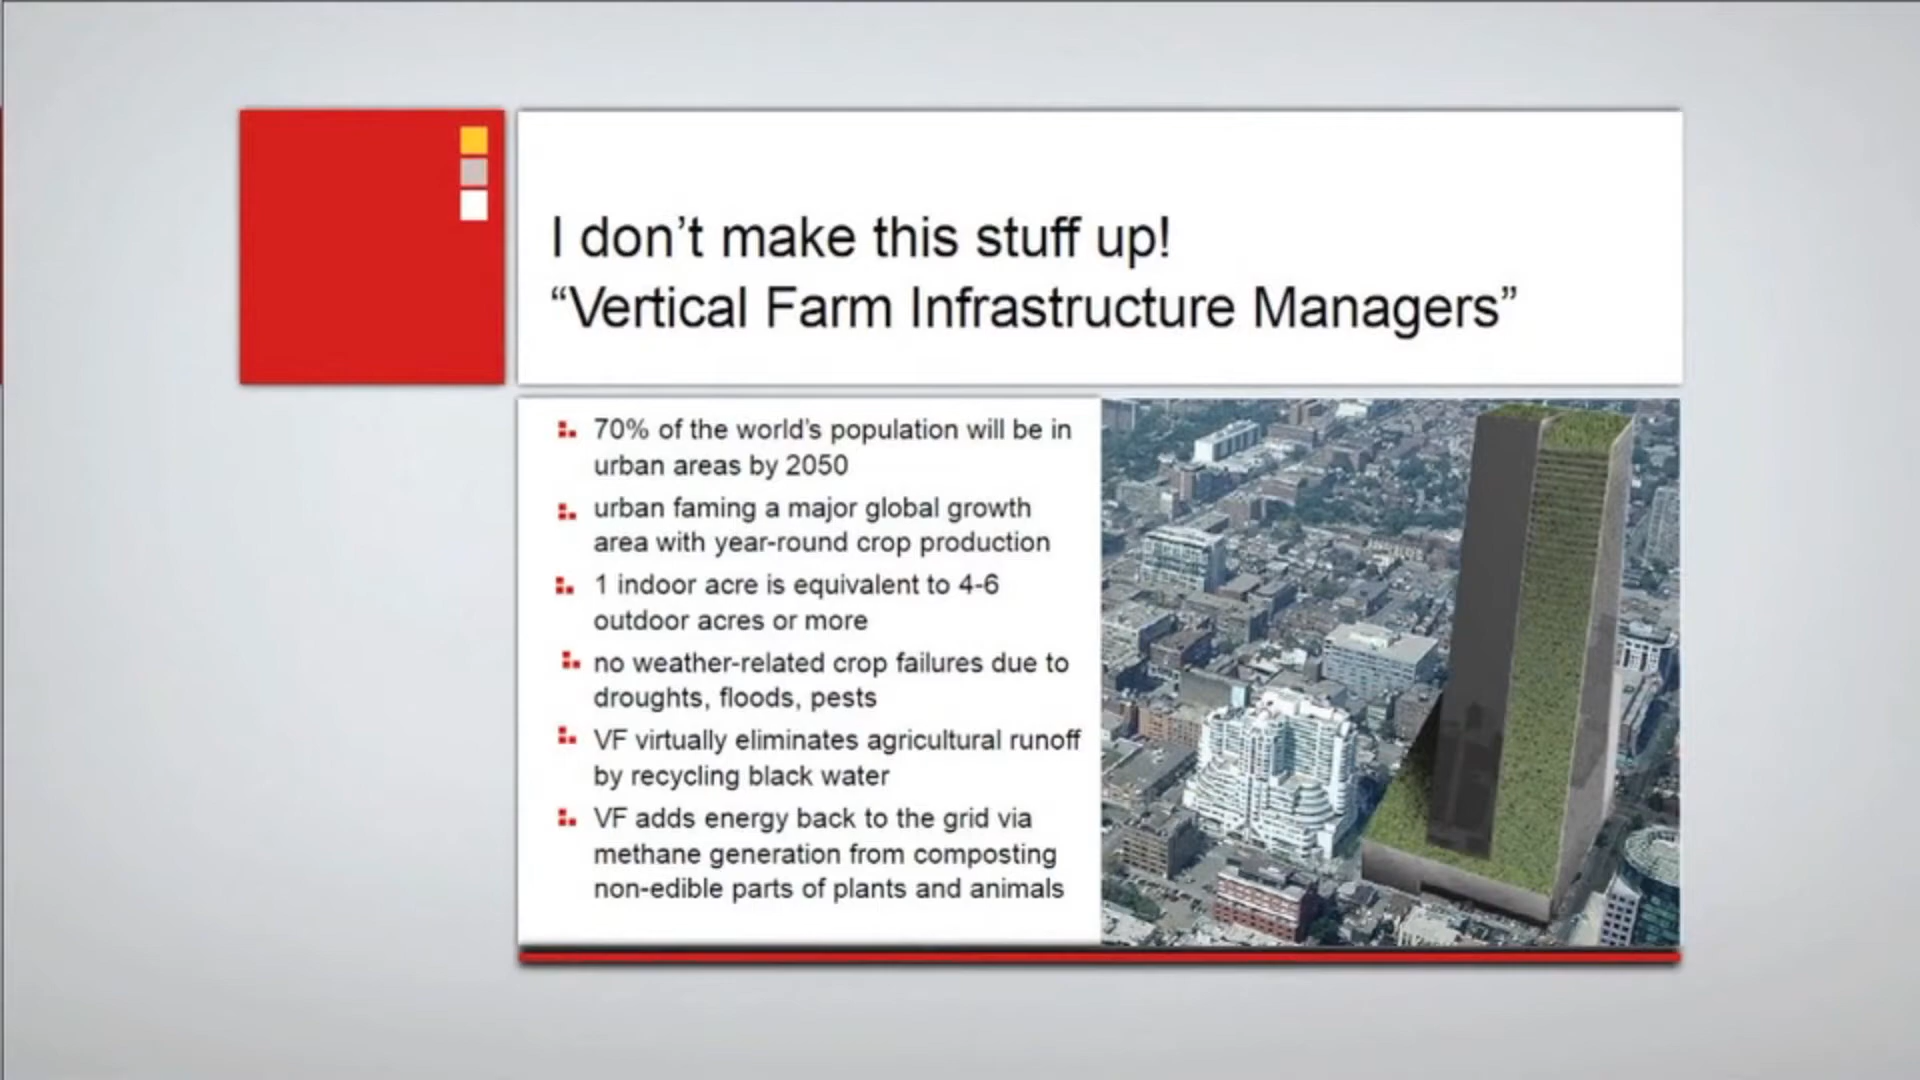 I don’t make this stuff up!
“Vertical Farm Infrastructure Managers”
70% of the world’s population will be in
urban areas by 2050
urban faming a major global growth
area with year-round crop production
1 indoor acre is equivalent to 4-6
outdoor acres or more
no weather-related crop failures due to
droughts, floods, pests
VF virtually eliminates agricultural runoff
by recycling black water
VF adds energy back to the grid via
methane generation from composting
non-edible parts of plants and animals